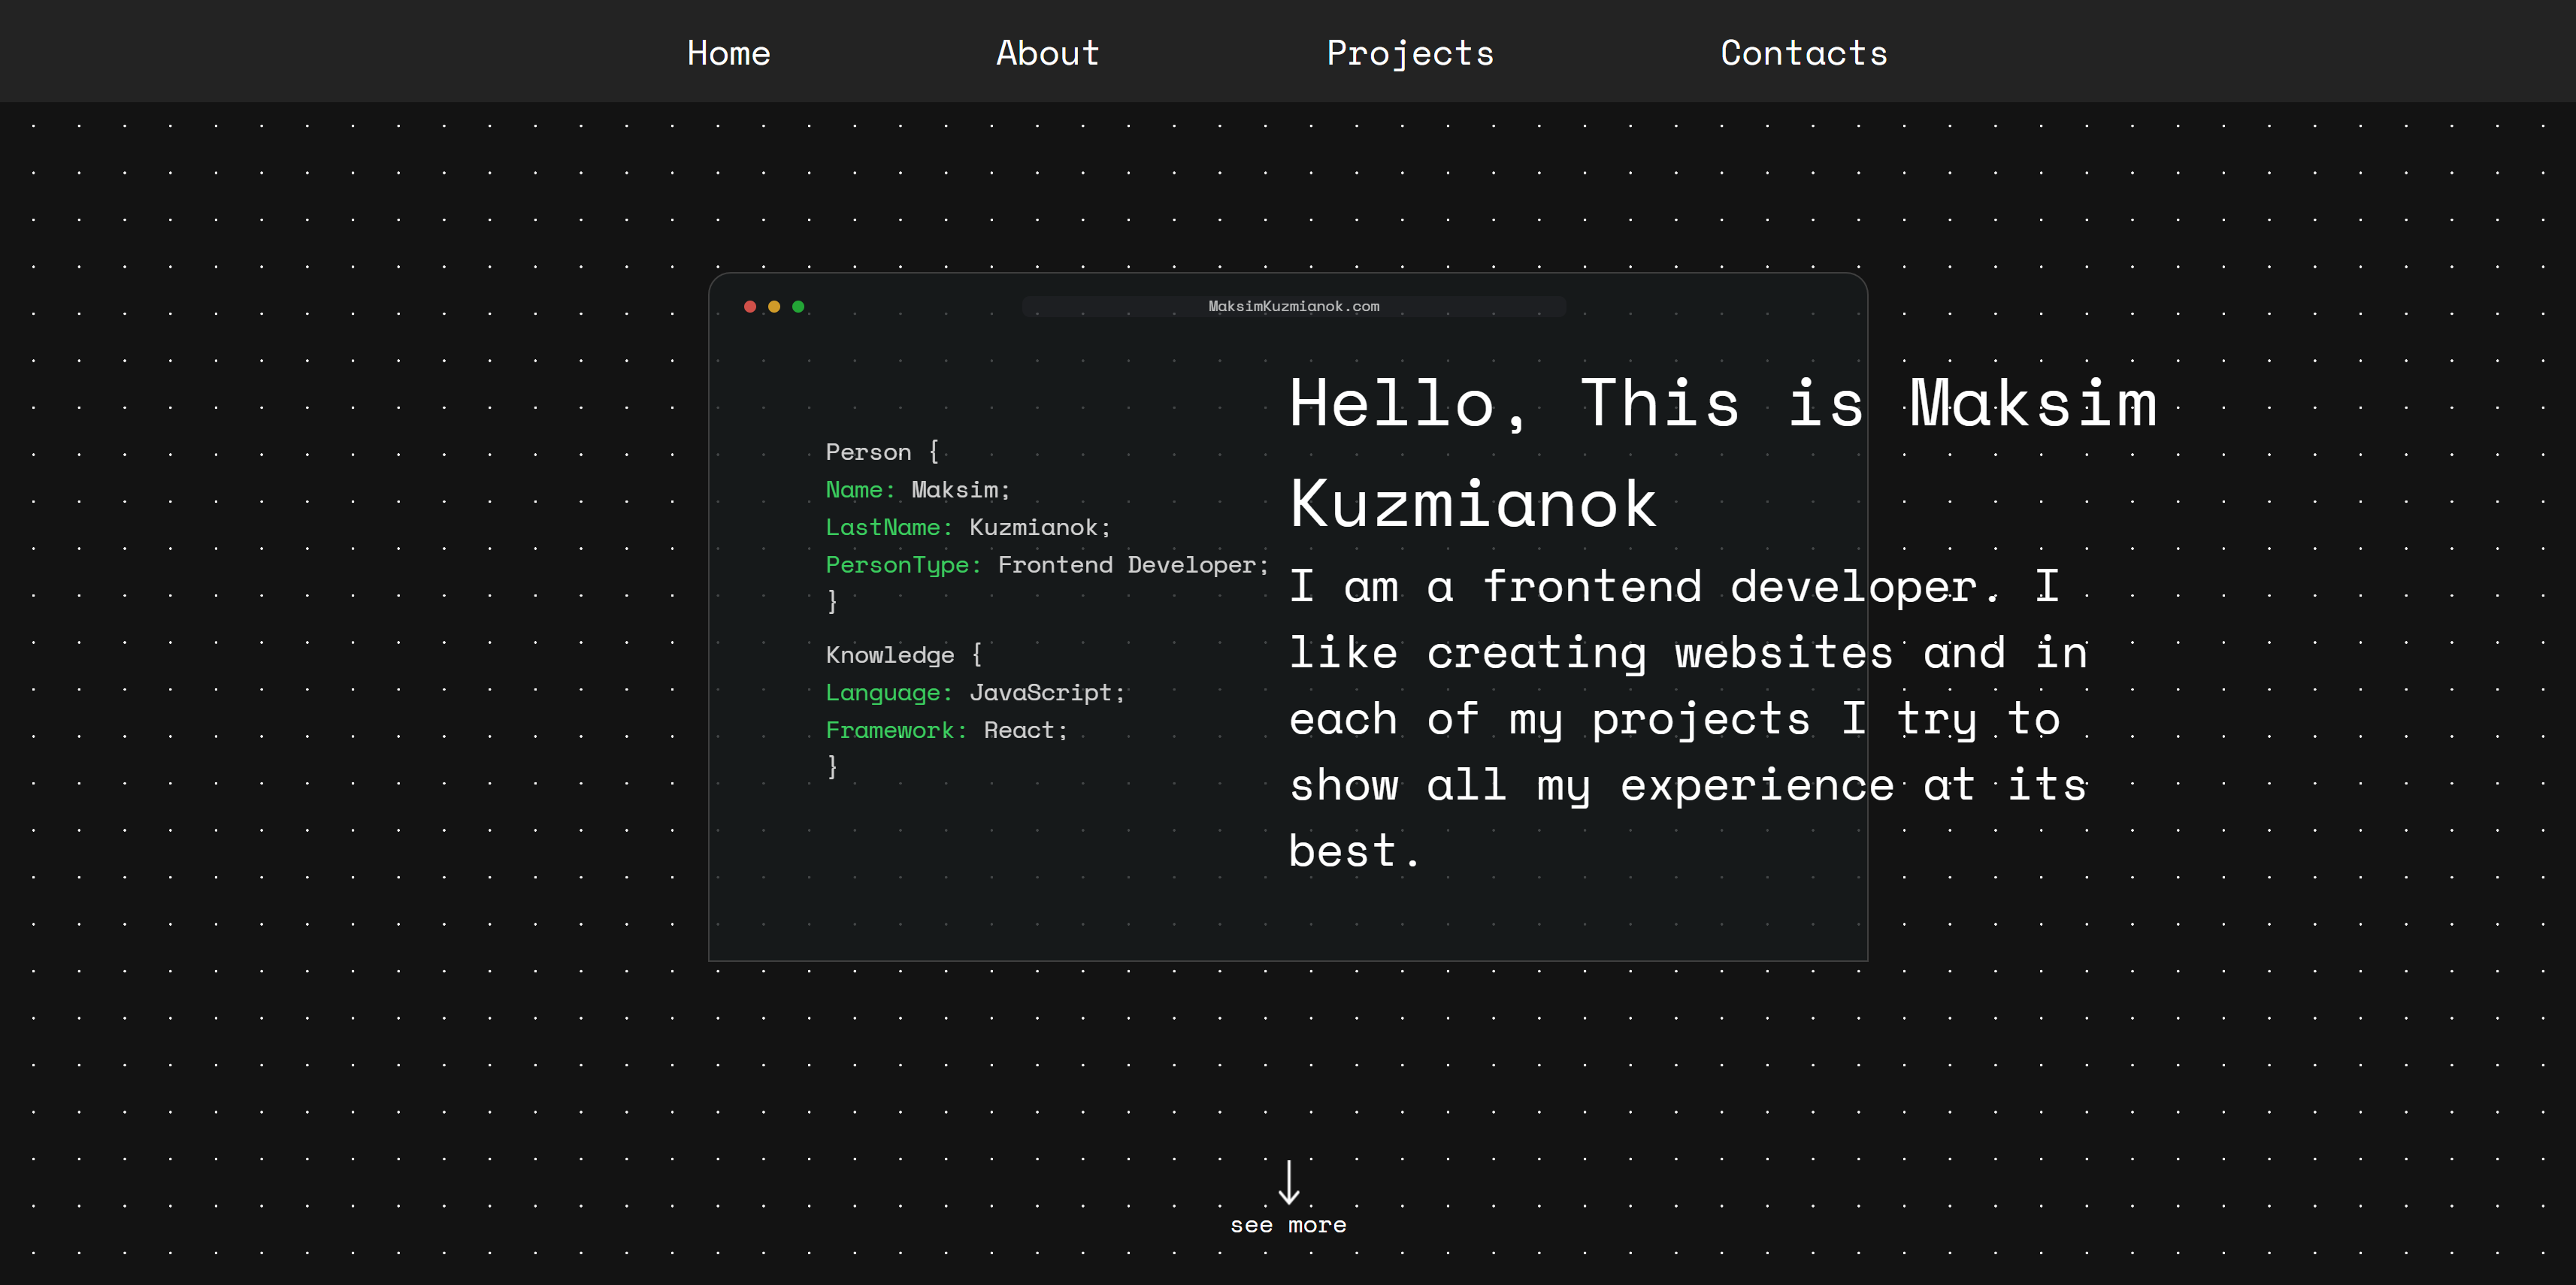 Home About Projects Contacts
MaksimKuzmianok.com
Person {
Name: Maksim;
LastName: Kuzmianok;
PersonType: Frontend Developer;
}
Knowledge {
Language: JavaScript;
Framework: React;
}
Hello, This is Maksim
Kuzmianok
I am a frontend developer. I
like creating websites and in
each of my projects I try to
show all my experience at its
best.
see more